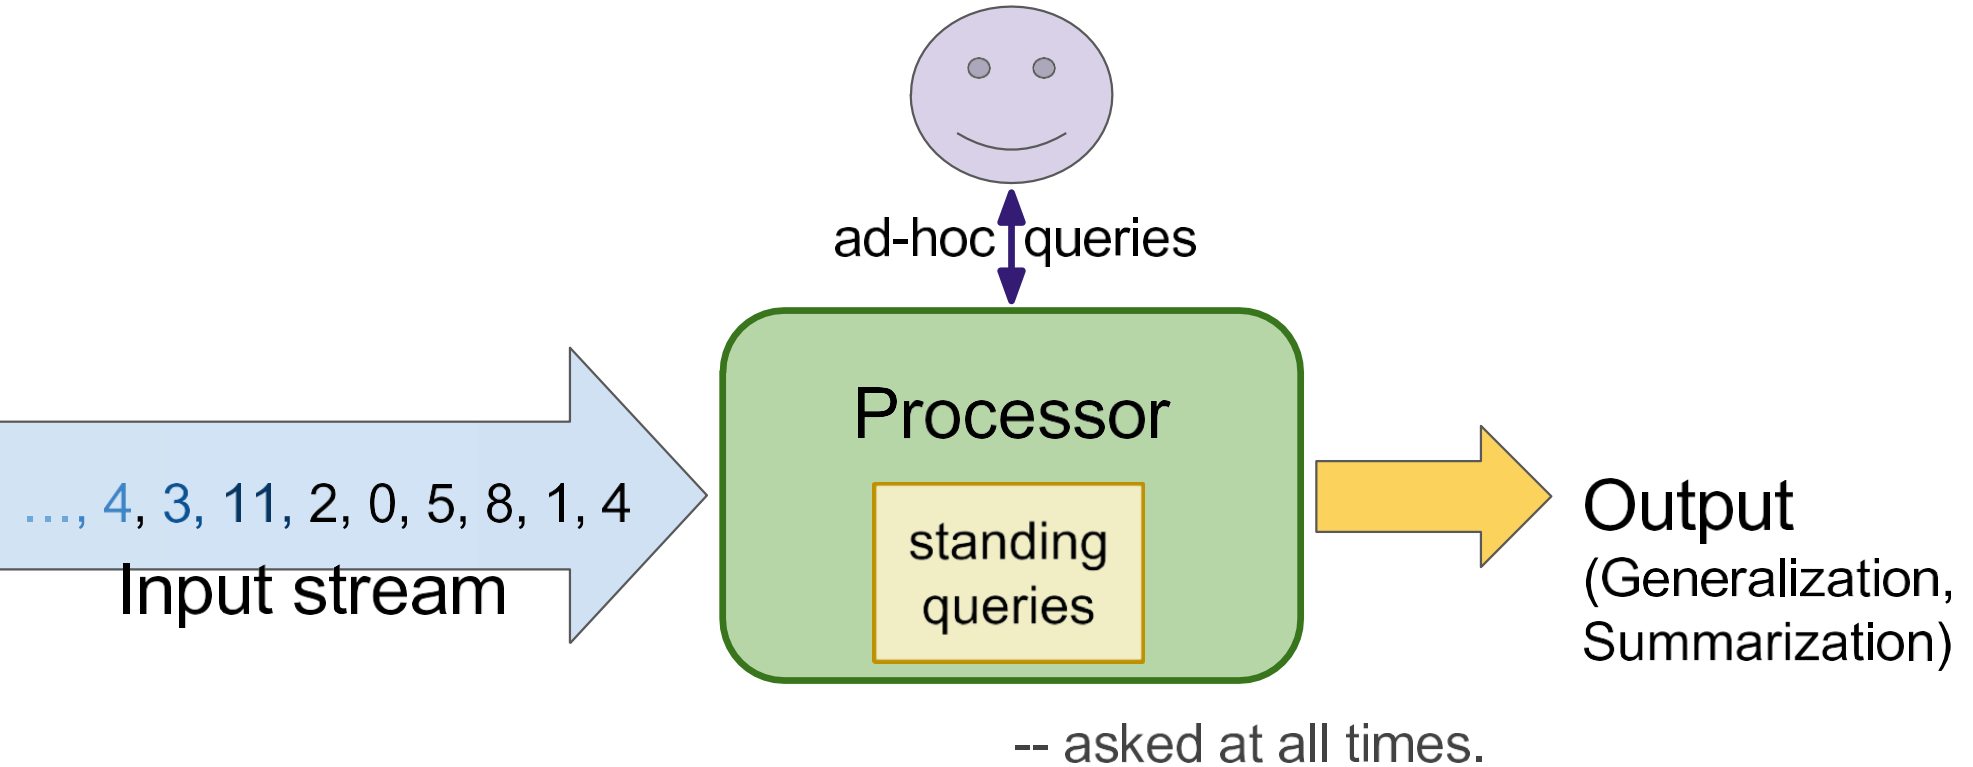 ad-hoc queries
Processor
..., 4, 3, 11, 2, 0, 5, 8, 1, 4
Input stream
standing
queries
Output
(Generalization,
Summarization)
-- asked at all times.